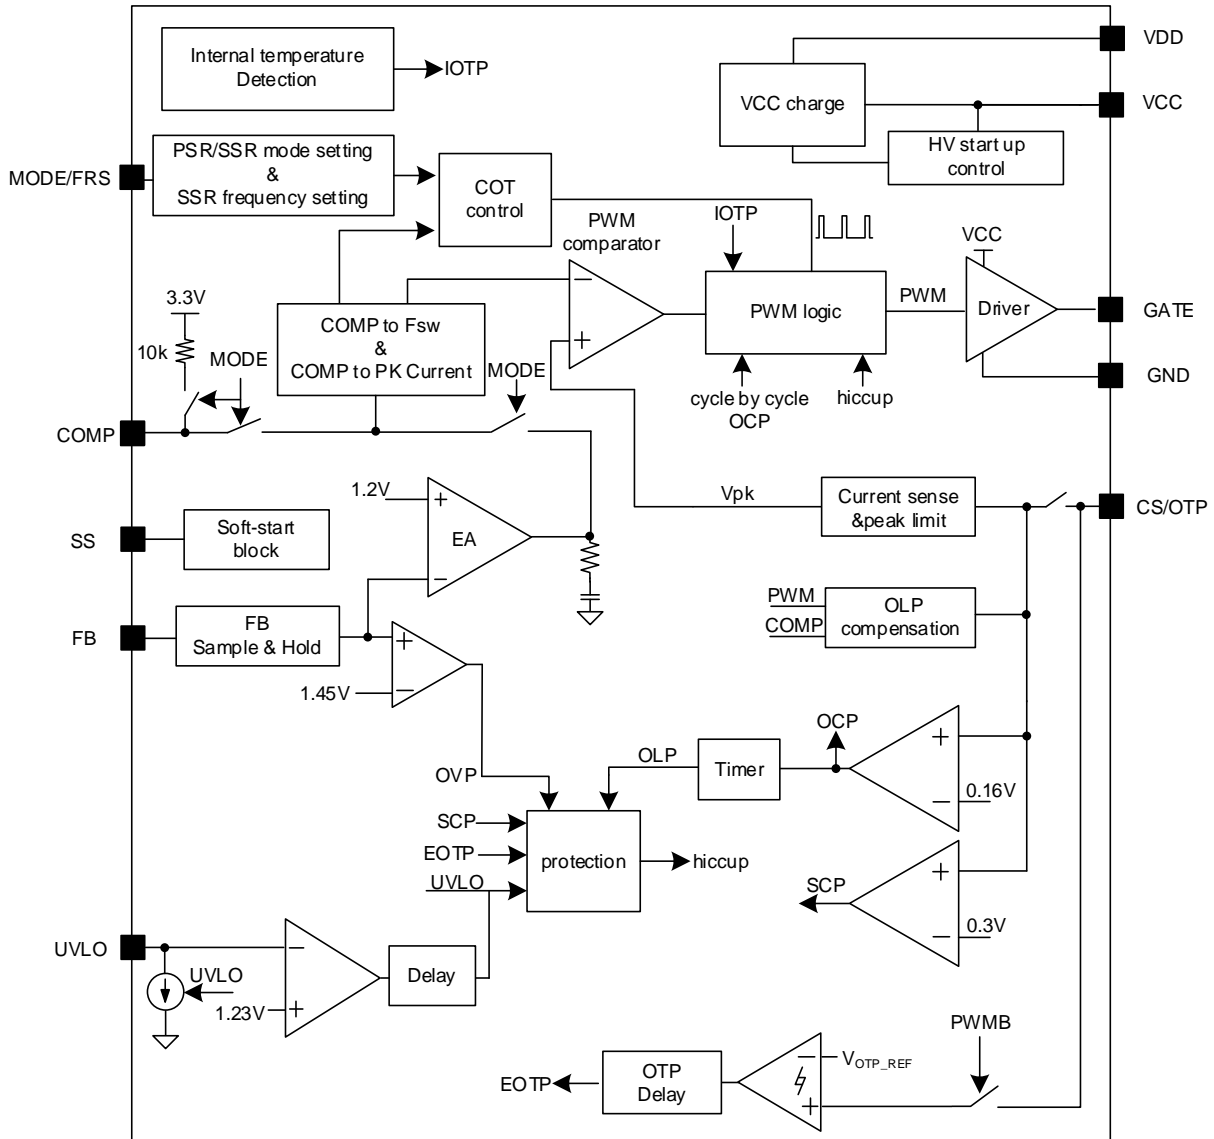 Internal temperature
Detection
IOTP
VDD
VCC charge
VCC
HV start up
control
MODE/FRS
PSR/SSR mode setting
&
SSR frequency setting
COT
control
PWM
comparator
IOTP
VCC
3.3V
10k
MODE
COMP to Fsw
&
COMP to PK Current
−
+
PWM logic
PWM
Driver
GATE
GND
MODE
cycle by cycle
OCP
hiccup
COMP
1.2V
+
EA
−
Vpk
Current sense
&peak limit
CS/OTP
SS
Soft-start
block
PWM
COMP
OLP
compensation
FB
FB
Sample & Hold
+
−
1.45V
OCP
+
−
0.16V
OVP
OLP
Timer
SCP
EOTP
UVLO
protection
hiccup
SCP
+
−
0.3V
UVLO
UVLO
1.23V
−
+
Delay
PWMB
EOTP
OTP
Delay
−
+
VOTP_REF